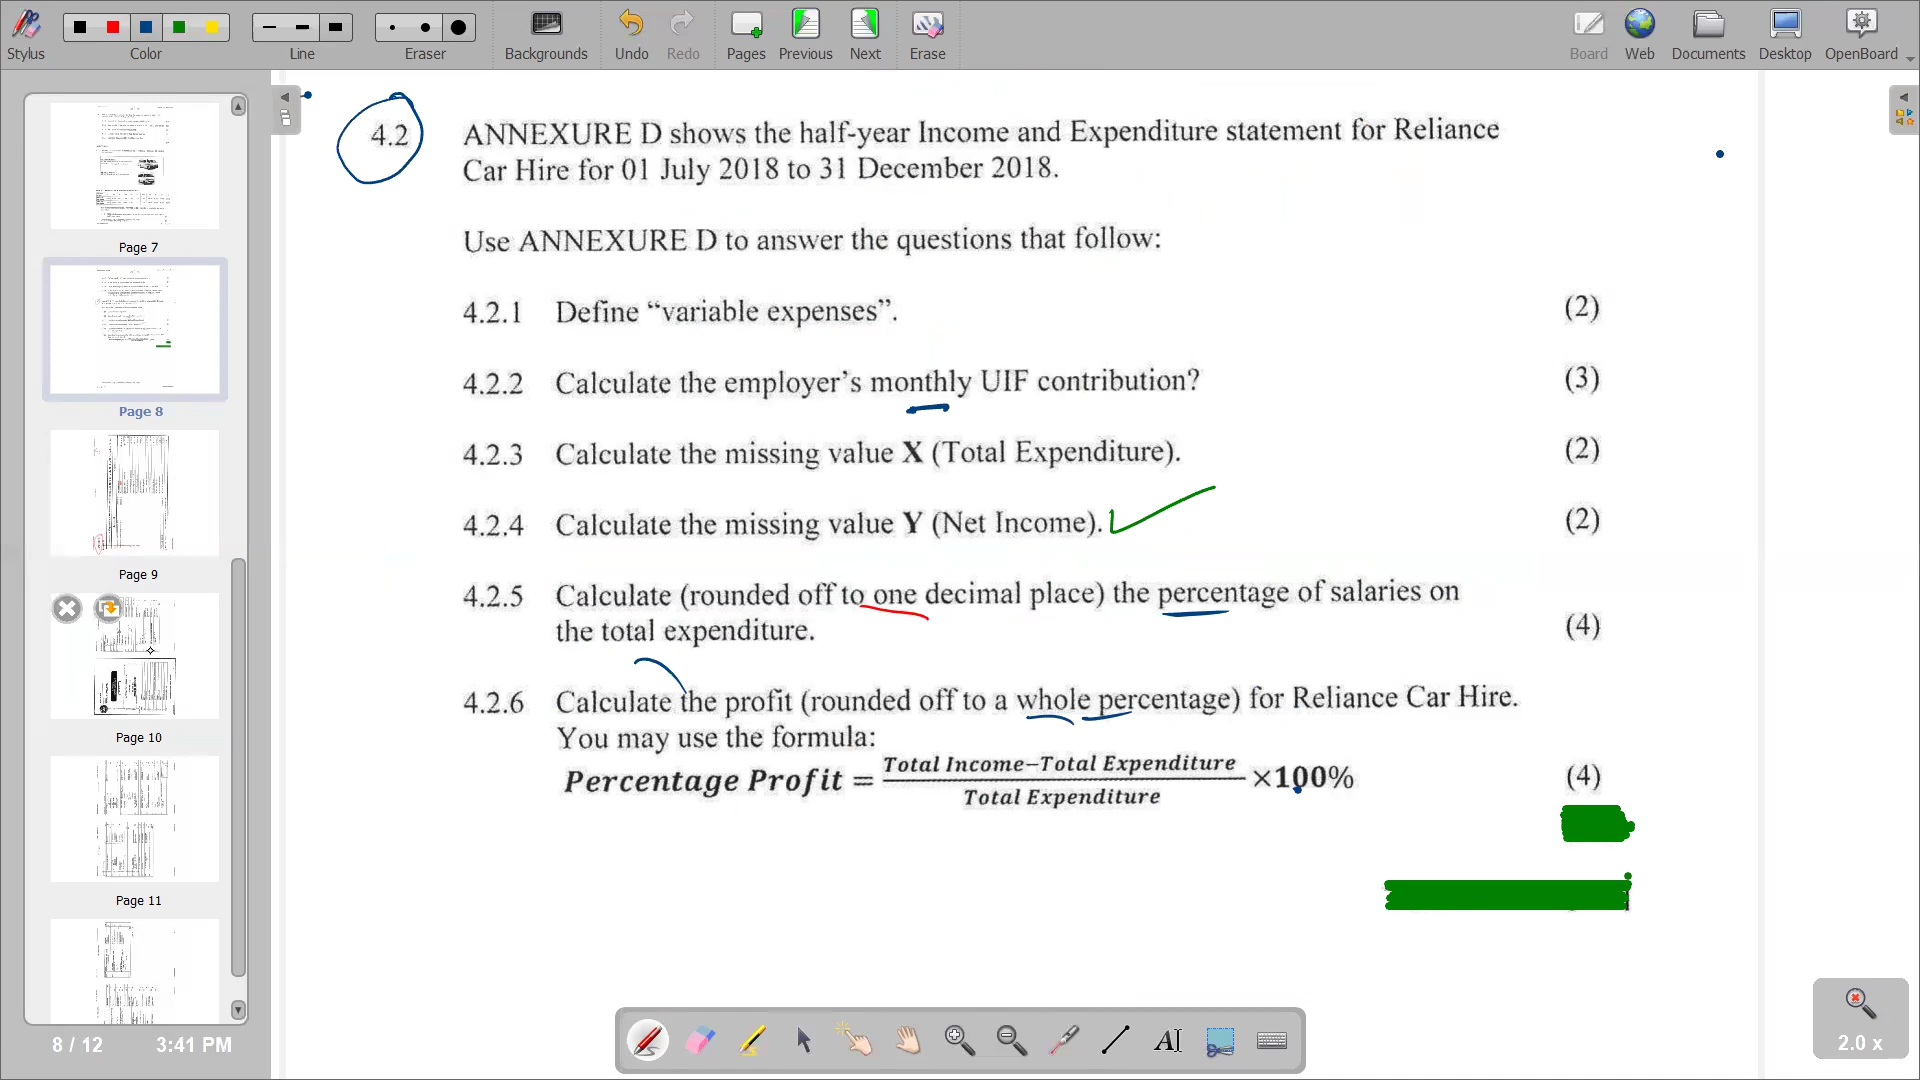 Stylus
Color
Line
Eraser
Backgrounds
Undo
Redo
Pages
Previous
Next
Erase
Board
Web
Documents
Desktop
OpenBoard
Page 7
Page 8
Page 9
Page 10
Page 11
8 / 12
3:41 PM
4.2 ANNEXURE D shows the half-year Income and Expenditure statement for Reliance
Car Hire for 01 July 2018 to 31 December 2018.
Use ANNEXURE D to answer the questions that follow:
4.2.1 Define “variable expenses”. (2)
4.2.2 Calculate the employer’s monthly UIF contribution? (3)
4.2.3 Calculate the missing value X (Total Expenditure). (2)
4.2.4 Calculate the missing value Y (Net Income). (2)
4.2.5 Calculate (rounded off to one decimal place) the percentage of salaries on
the total expenditure. (4)
4.2.6 Calculate the profit (rounded off to a whole percentage) for Reliance Car Hire.
You may use the formula:
Percentage Profit = Total Income−Total Expenditure / Total Expenditure ×100% (4)
AI
2.0 x